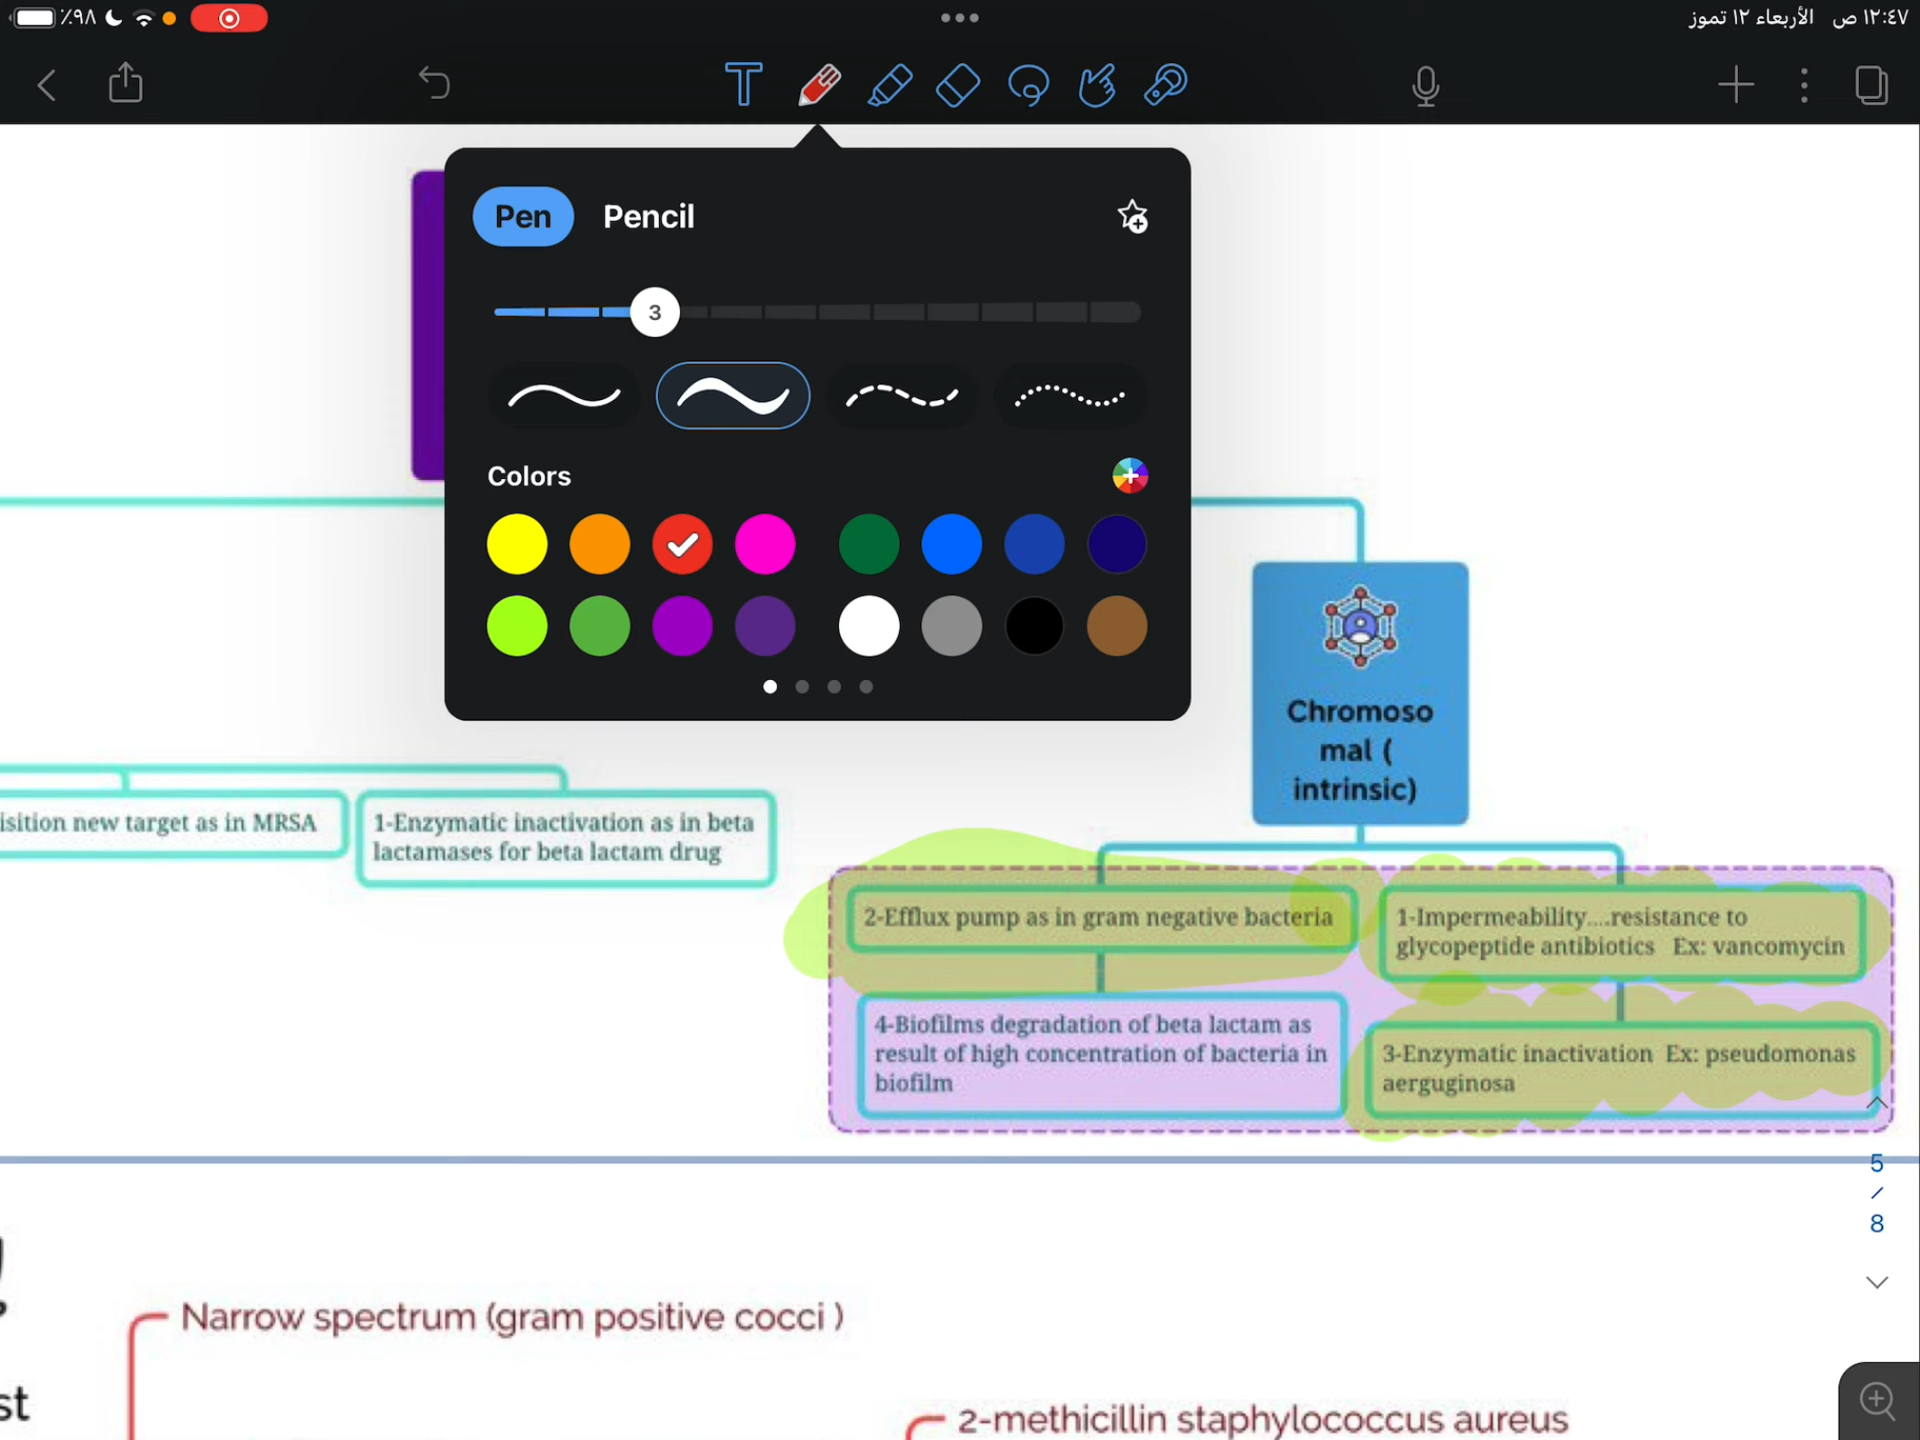 ٪٩٨
١٢:٤٧ ص الأربعاء ١٢ تموز
T
Pen Pencil
3
Colors
Chromoso
mal (
intrinsic)
isition new target as in MRSA
1-Enzymatic inactivation as in beta
lactamases for beta lactam drug
2-Efflux pump as in gram negative bacteria
1-Impermeability....resistance to
glycopeptide antibiotics Ex: vancomycin
4-Biofilms degradation of beta lactam as
result of high concentration of bacteria in
biofilm
3-Enzymatic inactivation Ex: pseudomonas
aerguginosa
5
/
8
Narrow spectrum (gram positive cocci )
st
2-methicillin staphylococcus aureus